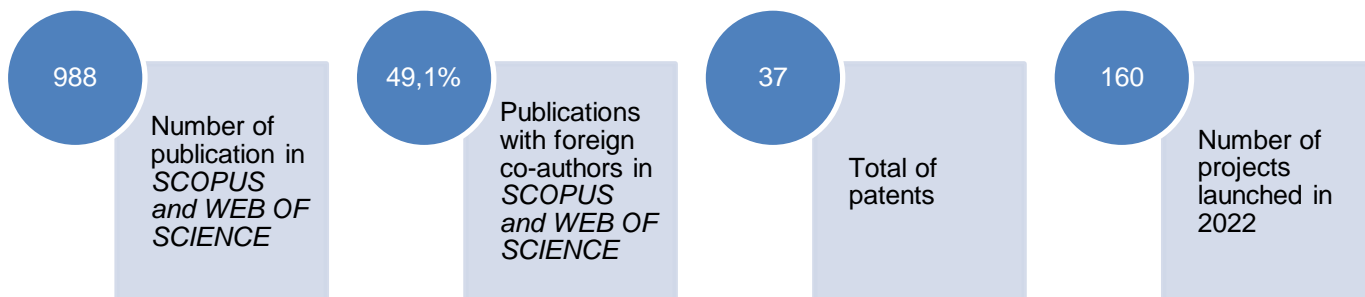 988
Number of
publication in
SCOPUS
and WEB OF
SCIENCE
49,1%
Publications
with foreign
co-authors in
SCOPUS
and WEB OF
SCIENCE
37
Total of
patents
160
Number of
projects
launched in
2022